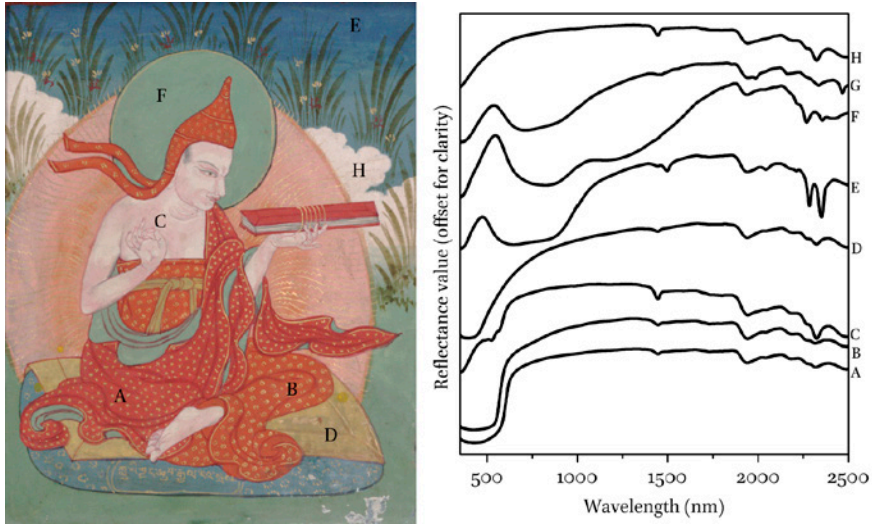 E
F
H
C
A
B
D
Reflectance value (offset for clarity)
H
G
F
E
D
C
B
A
500 1000 1500 2000 2500
Wavelength (nm)